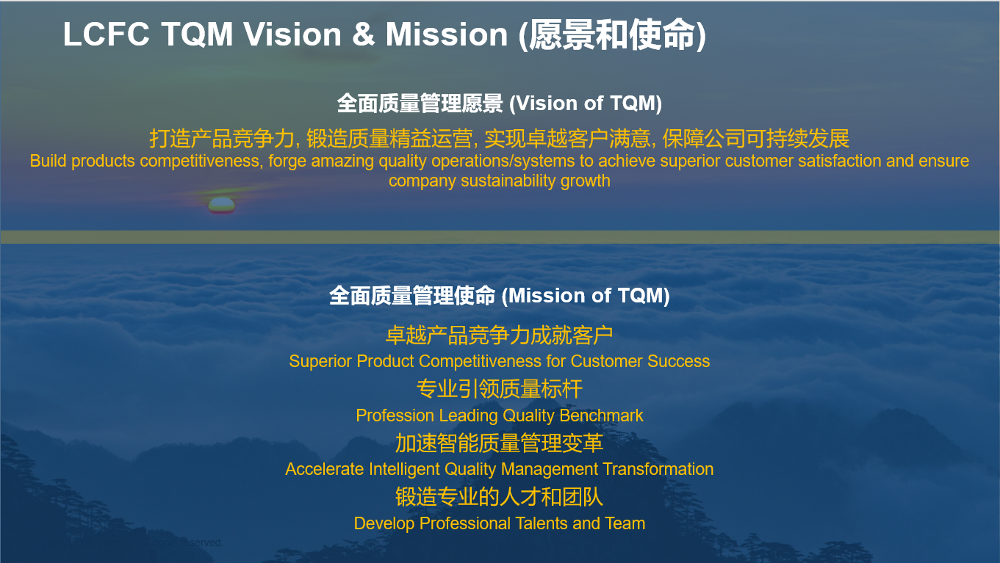 LCFC TQM Vision & Mission (愿景和使命)
全面质量管理愿景 (Vision of TQM)
打造产品竞争力, 锻造质量精益运营, 实现卓越客户满意, 保障公司可持续发展
Build products competitiveness, forge amazing quality operations/systems to achieve superior customer satisfaction and ensure
company sustainability growth
全面质量管理使命 (Mission of TQM)
卓越产品竞争力成就客户
Superior Product Competitiveness for Customer Success
专业引领质量标杆
Profession Leading Quality Benchmark
加速智能质量管理变革
Accelerate Intelligent Quality Management Transformation
锻造专业的人才和团队
Develop Professional Talents and Team
reserved.